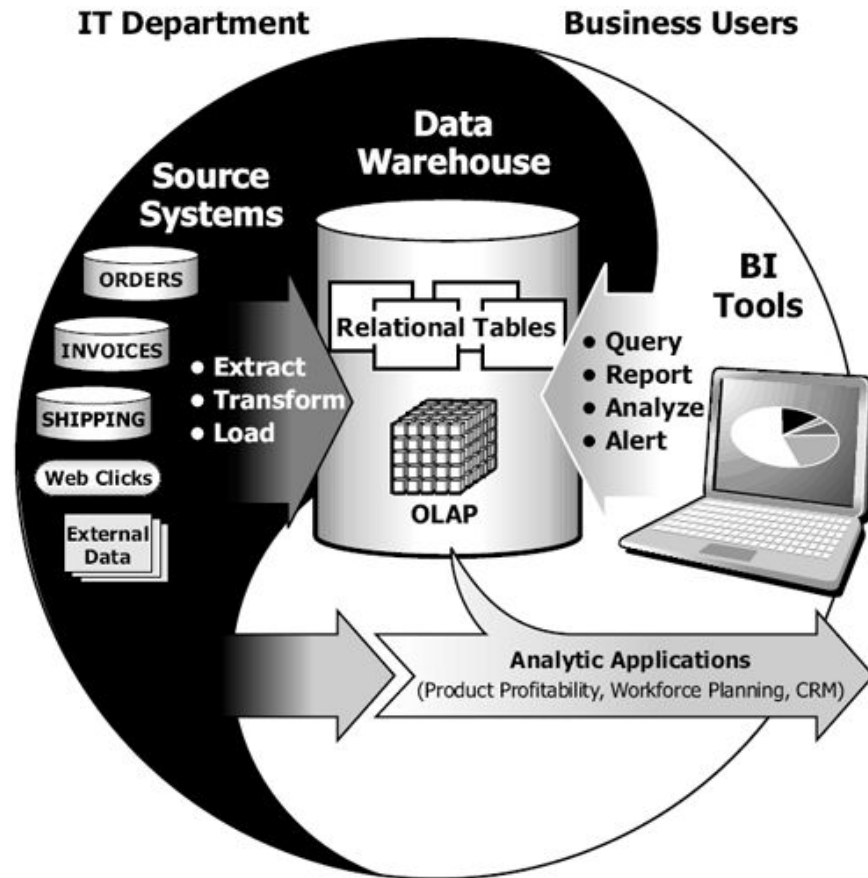 IT Department
Business Users
Data
Warehouse
Source
Systems
ORDERS
INVOICES
SHIPPING
Web Clicks
External
Data
• Extract
• Transform
• Load
Relational Tables
OLAP
BI
Tools
• Query
• Report
• Analyze
• Alert
Analytic Applications
(Product Profitability, Workforce Planning, CRM)